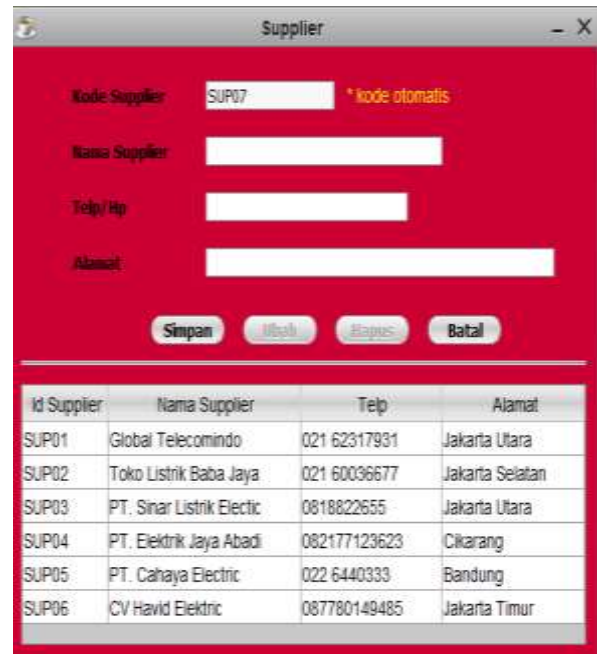 Supplier
Kode Supplier SUP07 * kode otomatis
Nama Supplier
Telp/Hp
Alamat
Simpan Ubah Hapus Batal
Id Supplier Nama Supplier Telp Alamat
SUP01 Global Telecomindo 021 62317931 Jakarta Utara
SUP02 Toko Listrik Baba Jaya 021 60036677 Jakarta Selatan
SUP03 PT. Sinar Listrik Electic 0818822655 Jakarta Utara
SUP04 PT. Elektrik Jaya Abadi 082177123623 Cikarang
SUP05 PT. Cahaya Electric 022 6440333 Bandung
SUP06 CV Havid Elektric 087780149485 Jakarta Timur